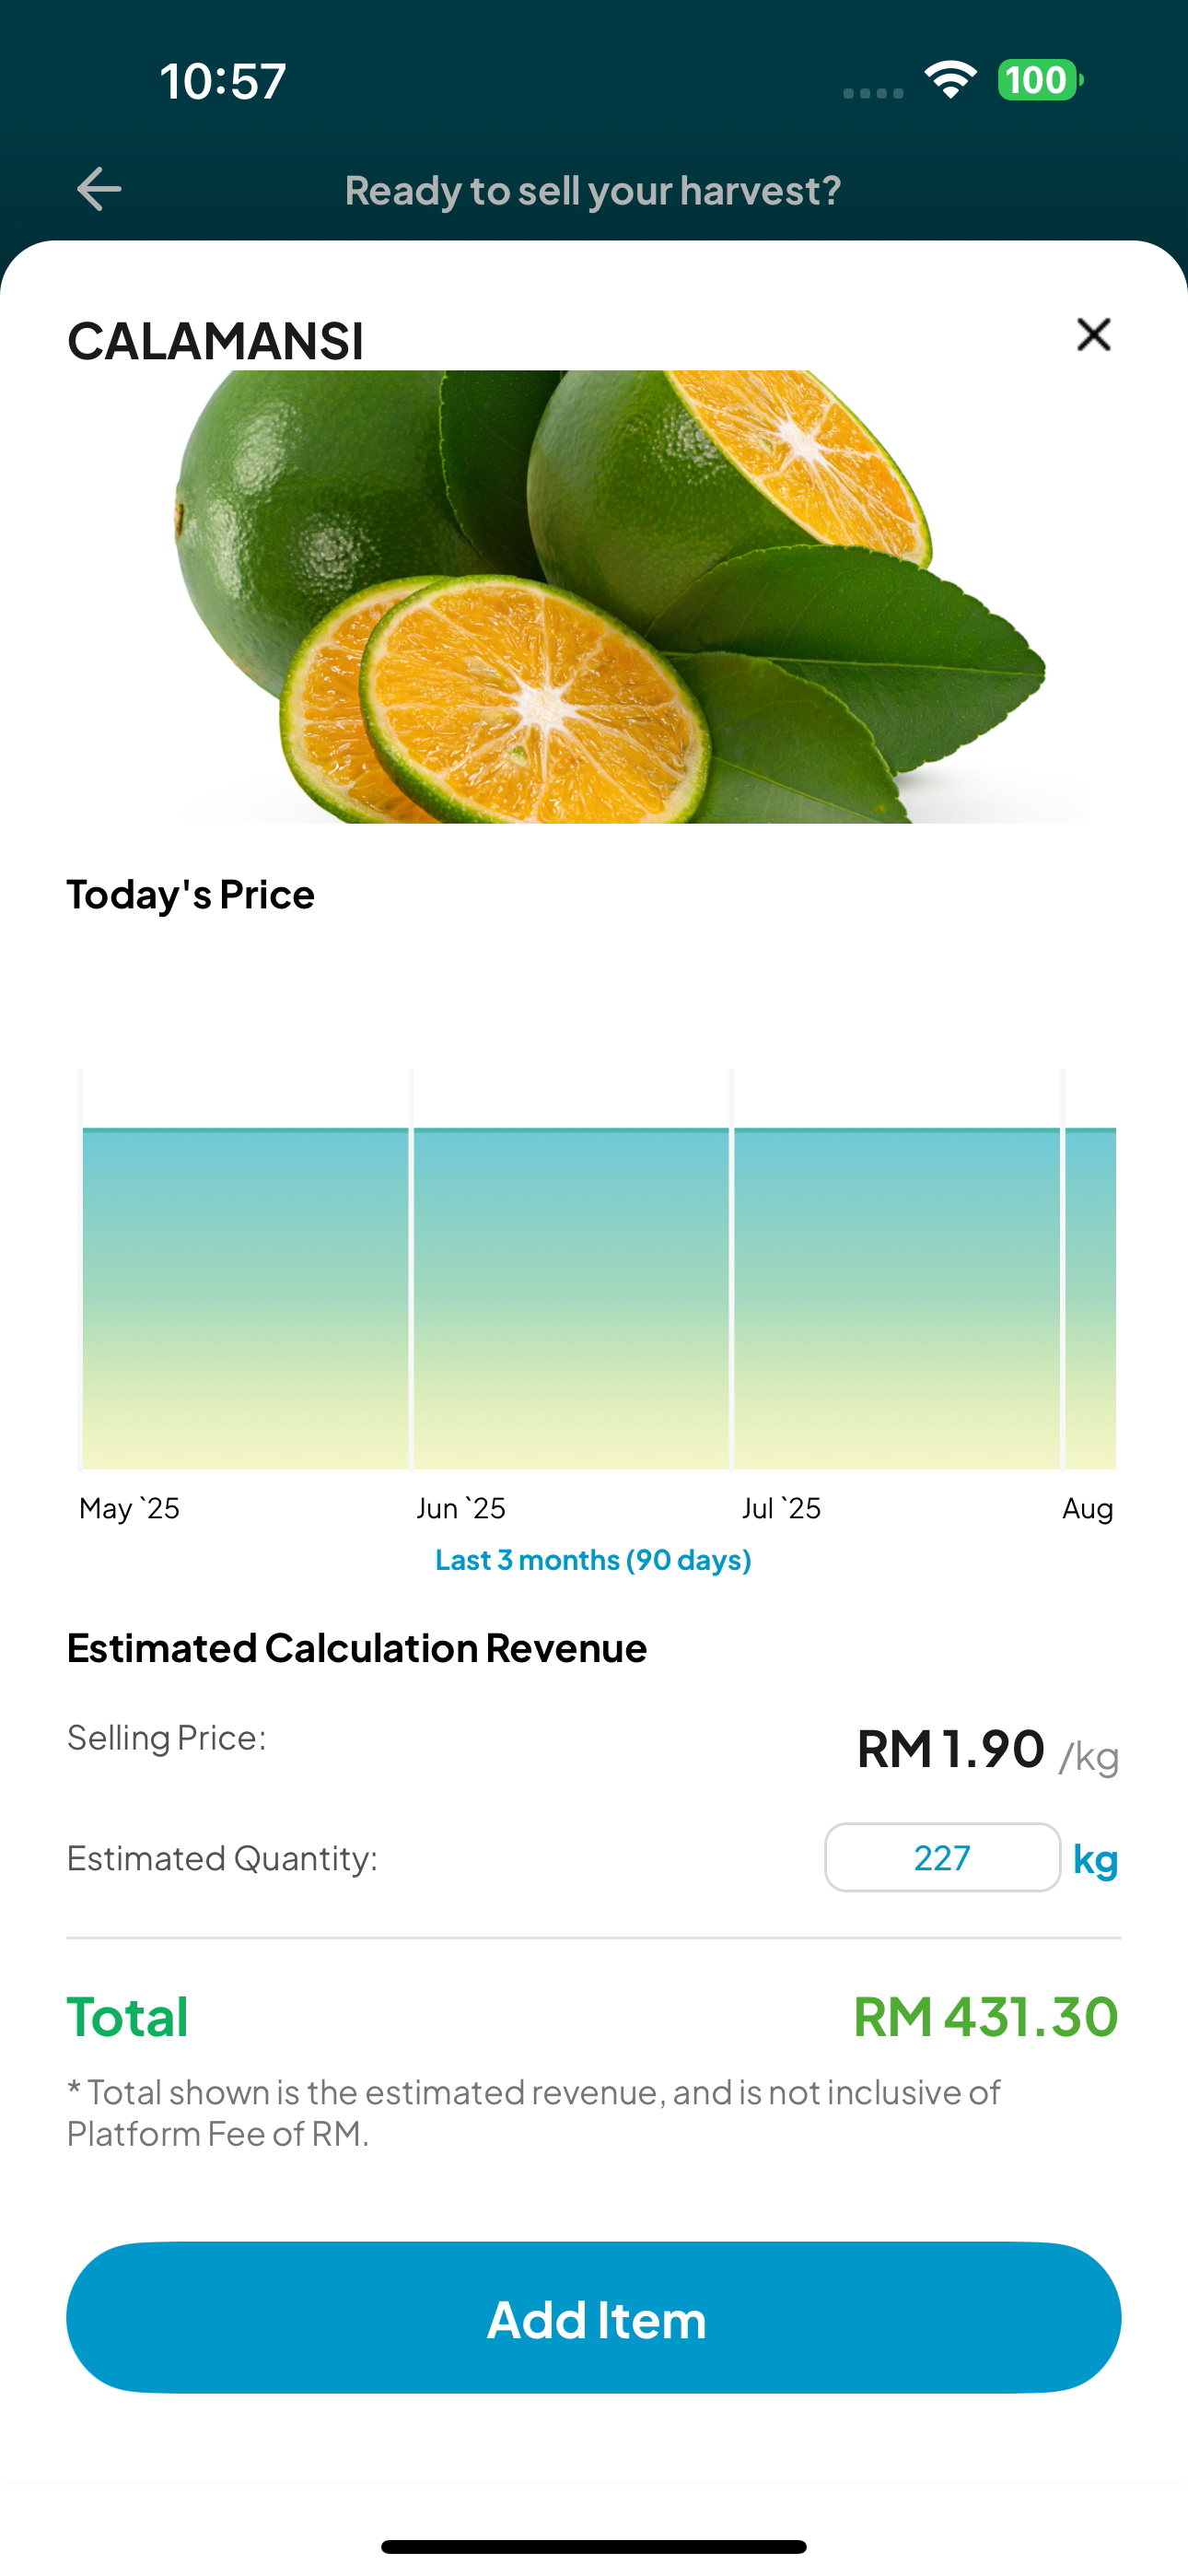 10:57
100
Ready to sell your harvest?
CALAMANSI
Today's Price
May `25 Jun `25 Jul `25 Aug
Last 3 months (90 days)
Estimated Calculation Revenue
Selling Price: RM 1.90 /kg
Estimated Quantity: 227 kg
Total RM 431.30
* Total shown is the estimated revenue, and is not inclusive of
Platform Fee of RM.
Add Item